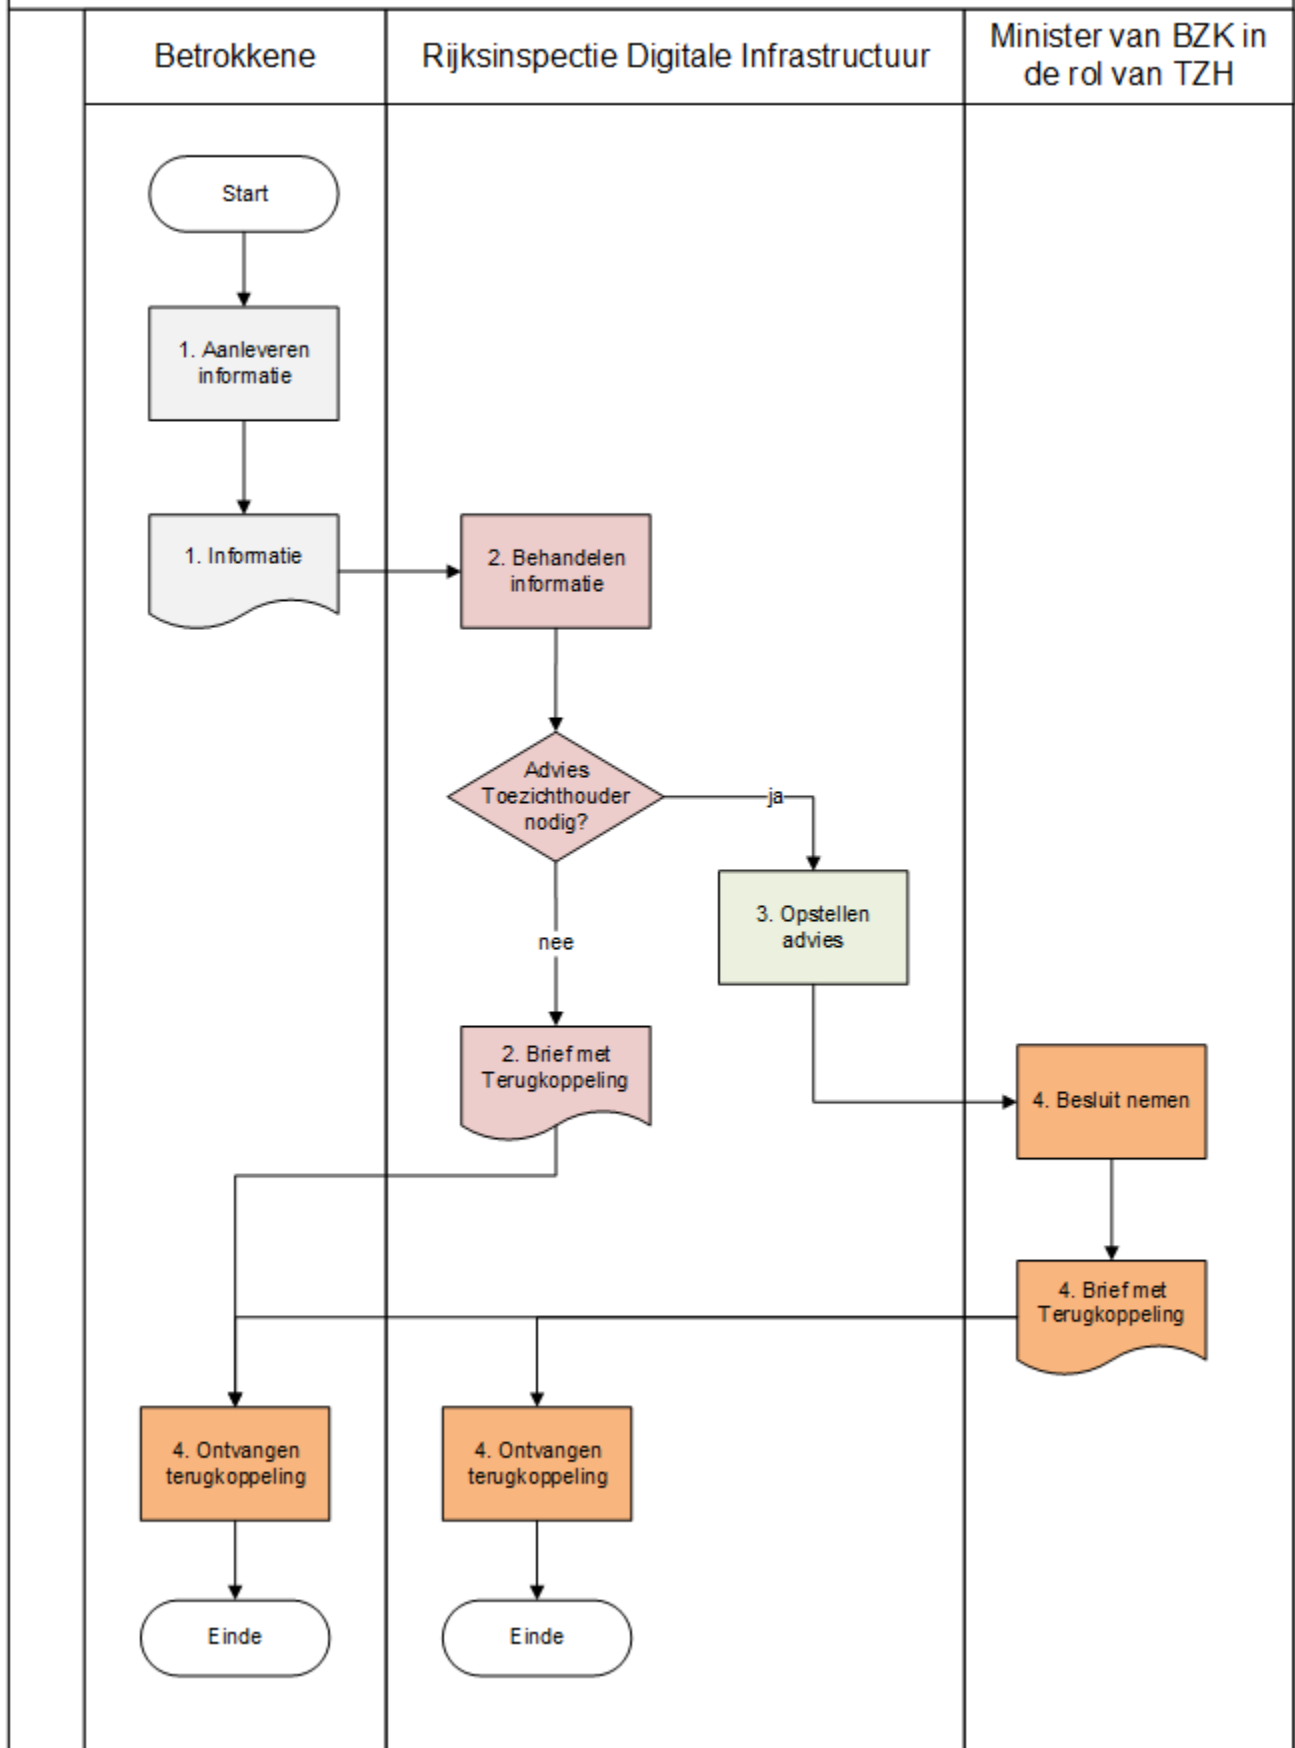 Betrokkene
Rijksinspectie Digitale Infrastructuur
Minister van BZK in
de rol van TZH
Start
1. Aanleveren
informatie
1. Informatie
2. Behandelen
informatie
Advies
Toezichthouder
nodig?
ja
3. Opstellen
advies
nee
2. Brief met
Terugkoppeling
4. Besluit nemen
4. Brief met
Terugkoppeling
4. Ontvangen
terugkoppeling
4. Ontvangen
terugkoppeling
Einde
Einde